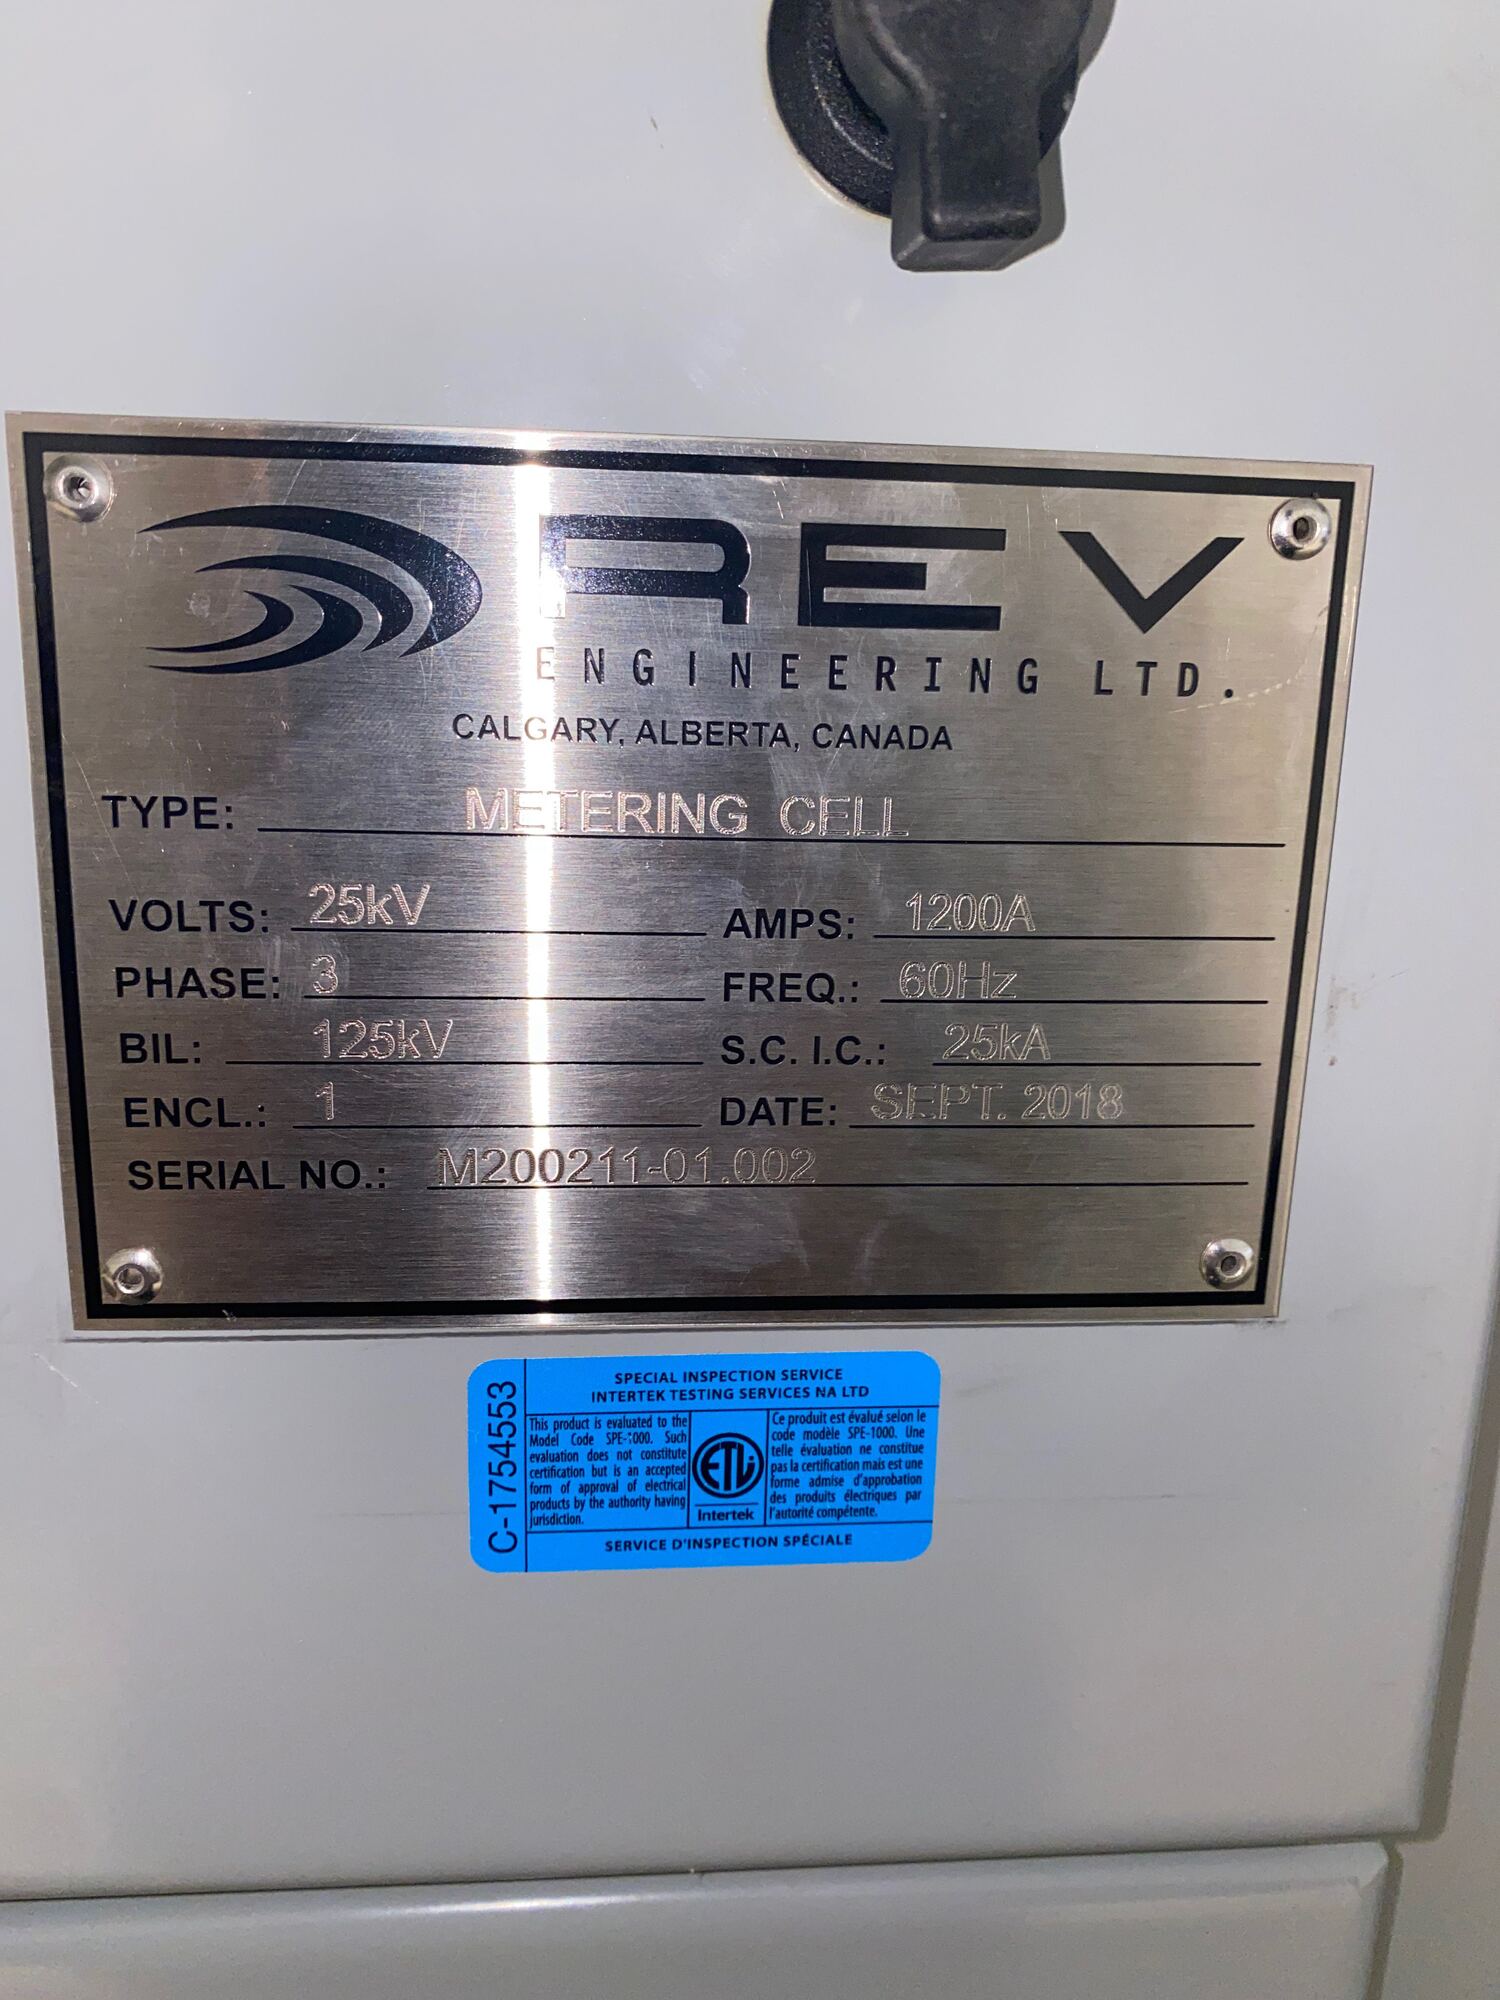 REV
ENGINEERING LTD.
CALGARY, ALBERTA, CANADA
TYPE: METERING CELL
VOLTS: 25kV AMPS: 1200A
PHASE: 3 FREQ.: 60Hz
BIL: 125kV S.C. I.C.: 25kA
ENCL.: 1 DATE: SEPT. 2018
SERIAL NO.: M200211-01.002
C-1754553
SPECIAL INSPECTION SERVICE
INTERTEK TESTING SERVICES NA LTD
This product is evaluated to the
Model Code SPE-1000. Such
evaluation does not constitute
certification but is an accepted
form of approval of electrical
products by the authority having
jurisdiction.
ETL
Intertek
Ce produit est évalué selon le
code modèle SPE-1000. Une
telle évaluation ne constitue
pas la certification mais est une
forme admise d'approbation
des produits électriques par
l'autorité compétente.
SERVICE D'INSPECTION SPÉCIALE